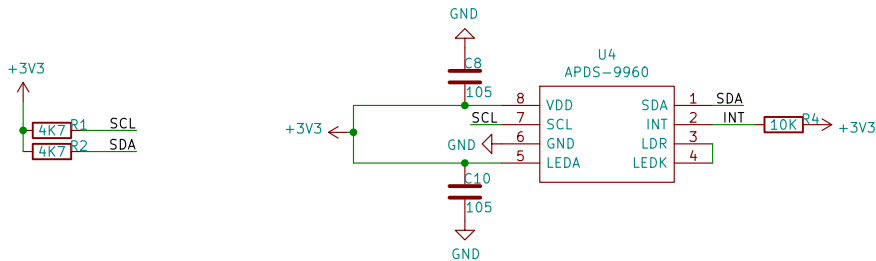 +3V3
R1
4K7
SCL
R2
4K7
SDA
GND
C8
105
+3V3
SCL
GND
C10
105
GND
U4
APDS-9960
8 VDD
7 SCL
6 GND
5 LEDA
SDA 1 SDA
INT 2 INT
LDR 3
LEDK 4
10K R4
+3V3